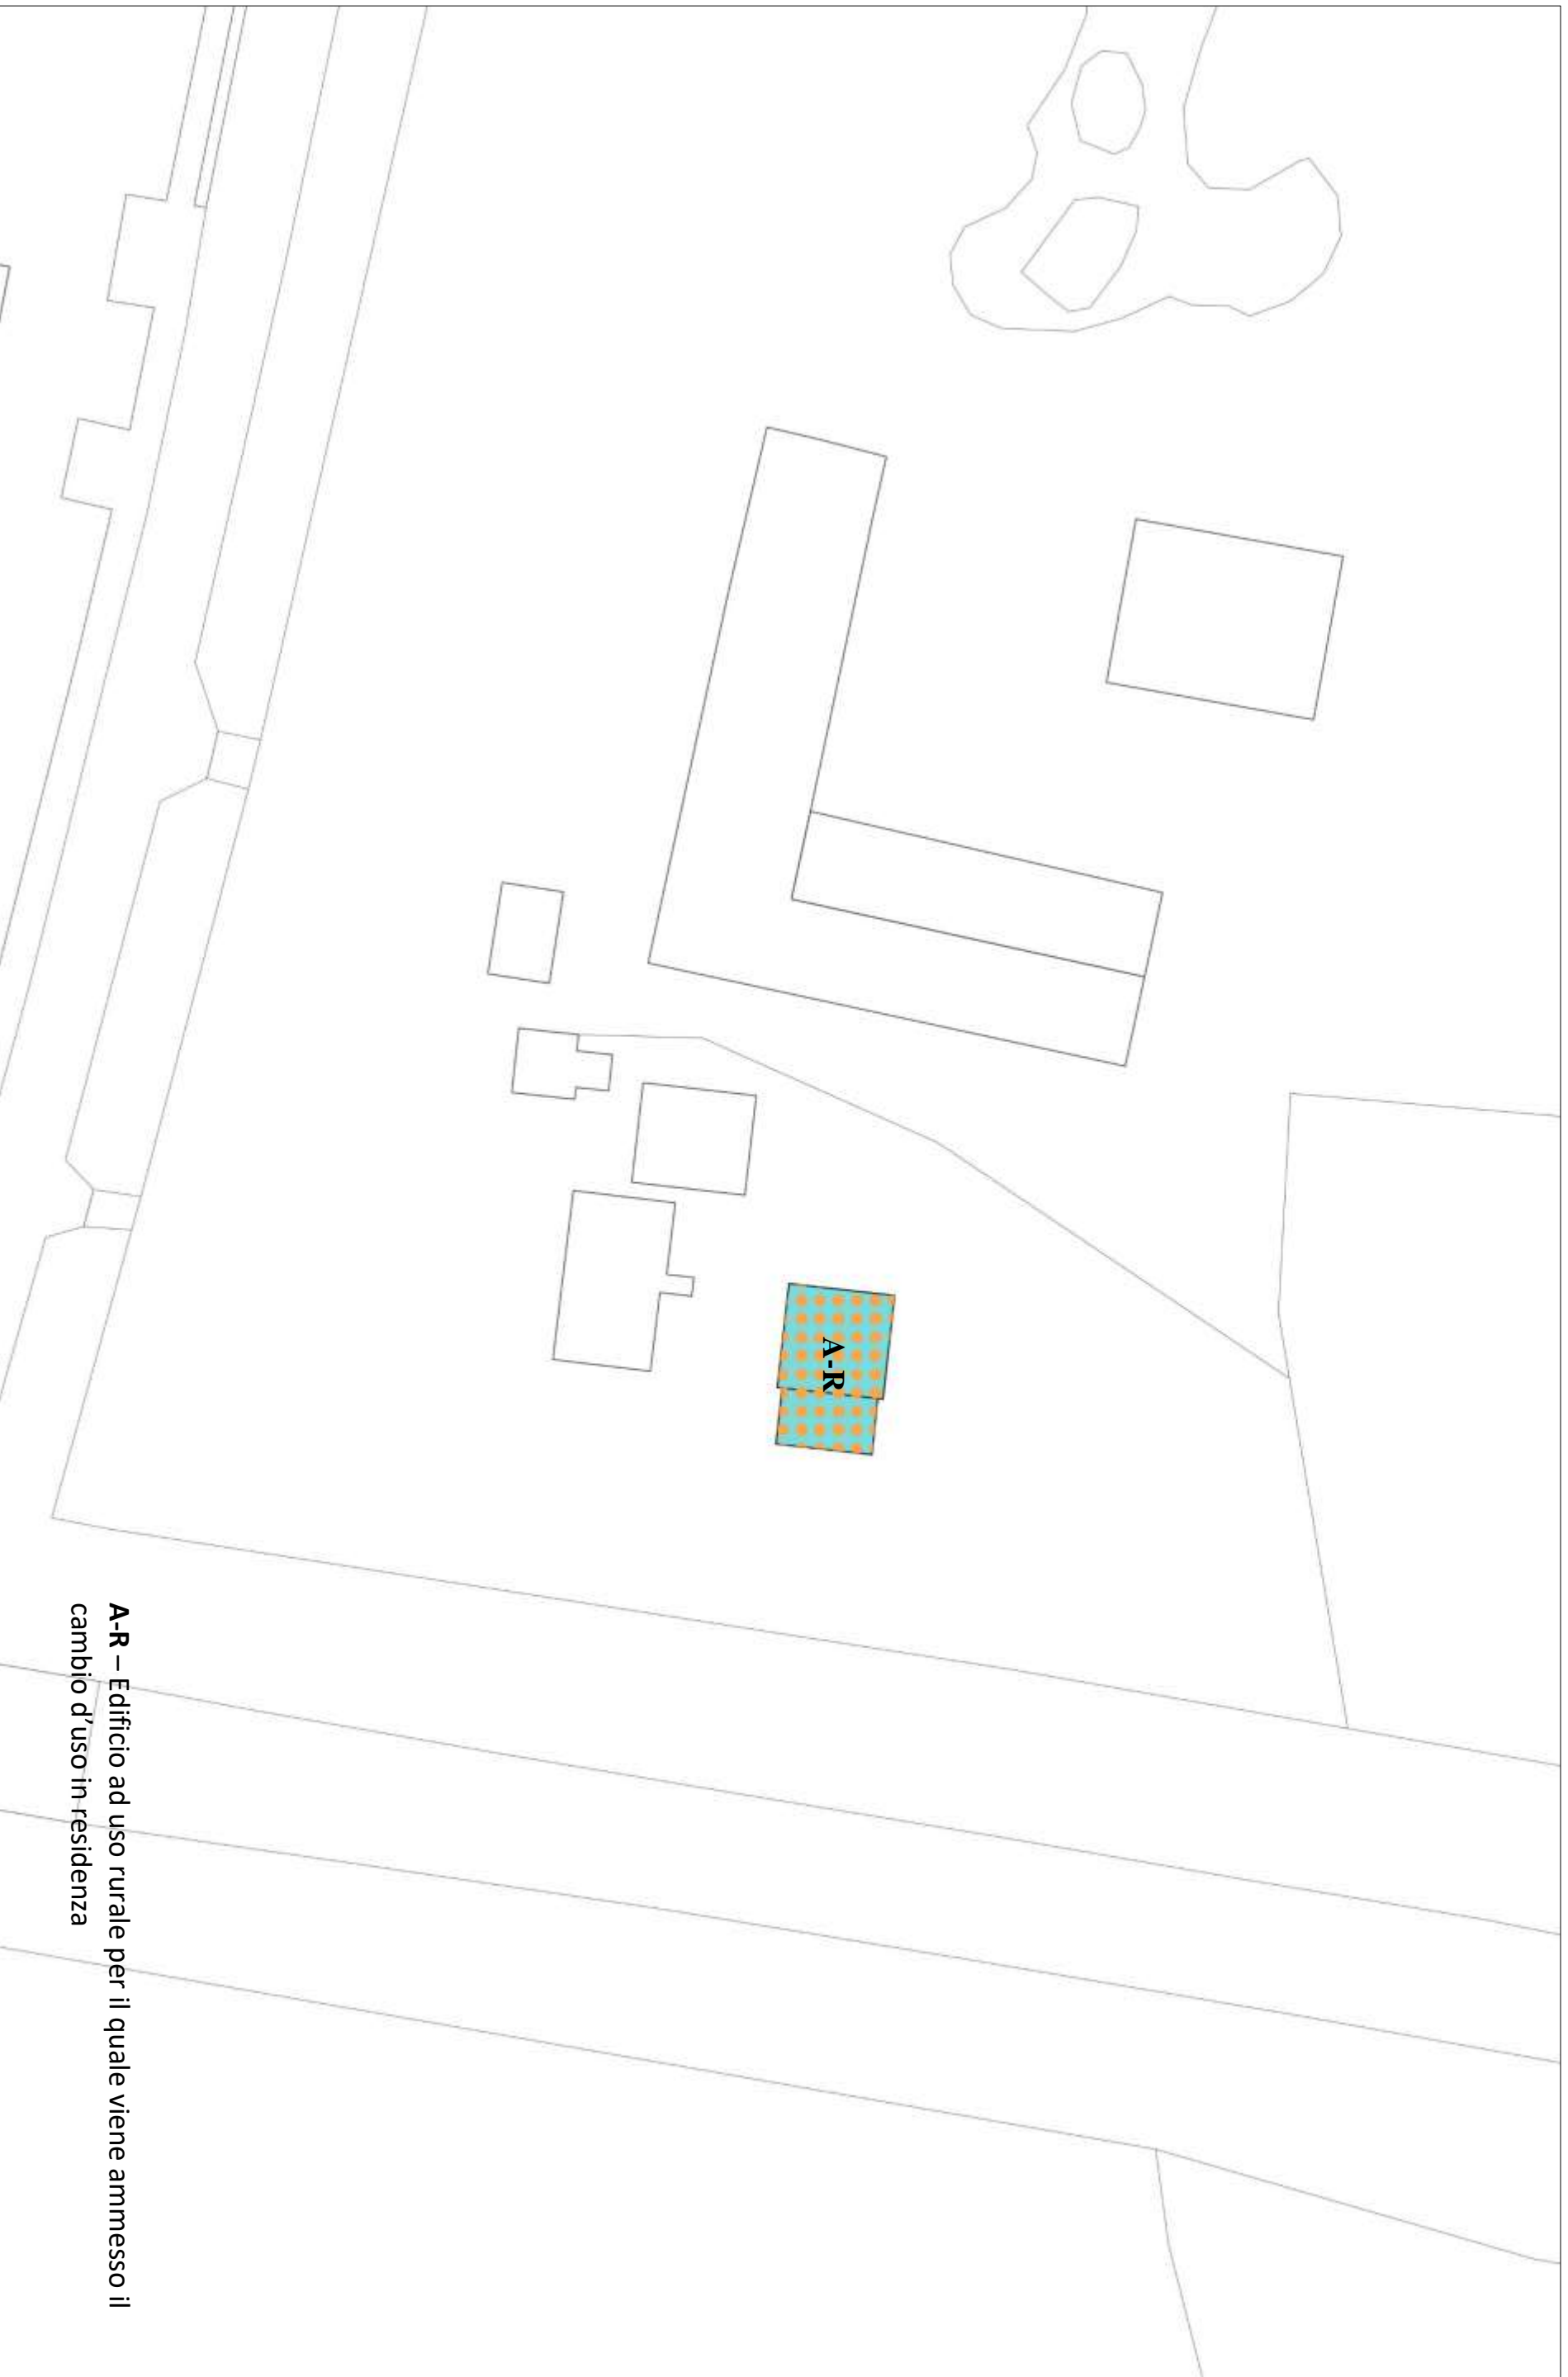 A-R
A-R – Edificio ad uso rurale per il quale viene ammesso il
cambio d’uso in residenza